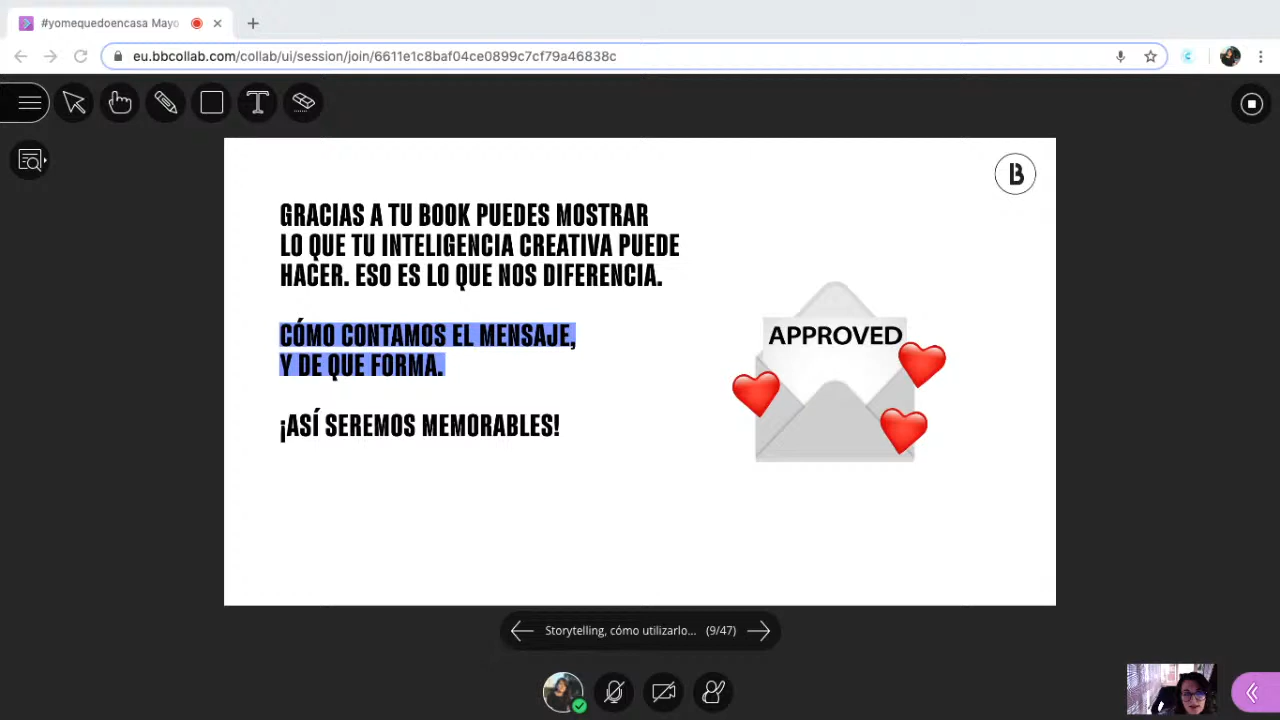 #yomequedoencasa Mayo
eu.bbcollab.com/collab/ui/session/join/6611e1c8baf04ce0899c7cf79a46838c
B
GRACIAS A TU BOOK PUEDES MOSTRAR
LO QUE TU INTELIGENCIA CREATIVA PUEDE
HACER. ESO ES LO QUE NOS DIFERENCIA.
CÓMO CONTAMOS EL MENSAJE,
Y DE QUE FORMA.
¡ASÍ SEREMOS MEMORABLES!
APPROVED
Storytelling, cómo utilizarlo... (9/47)